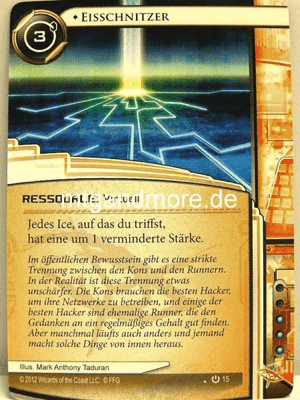 ♦ Eisschnitzer
3
Ressource: Virtuell
Jedes Ice, auf das du triffst,
hat eine um 1 verminderte Stärke.
Im öffentlichen Bewusstsein gibt es eine strikte
Trennung zwischen den Kons und den Runnern.
In der Realität ist diese Trennung etwas
unschärfer. Die Kons brauchen die besten Hacker,
um ihre Netzwerke zu betreiben, und einige der
besten Hacker sind ehemalige Runner, die den
Gedanken an ein regelmäßiges Gehalt gut finden.
Aber manchmal läufts auch anders und jemand
macht solche Dinge von innen heraus.
Illus. Mark Anthony Taduran
© 2012 Wizards of the Coast LLC. © FFG
15